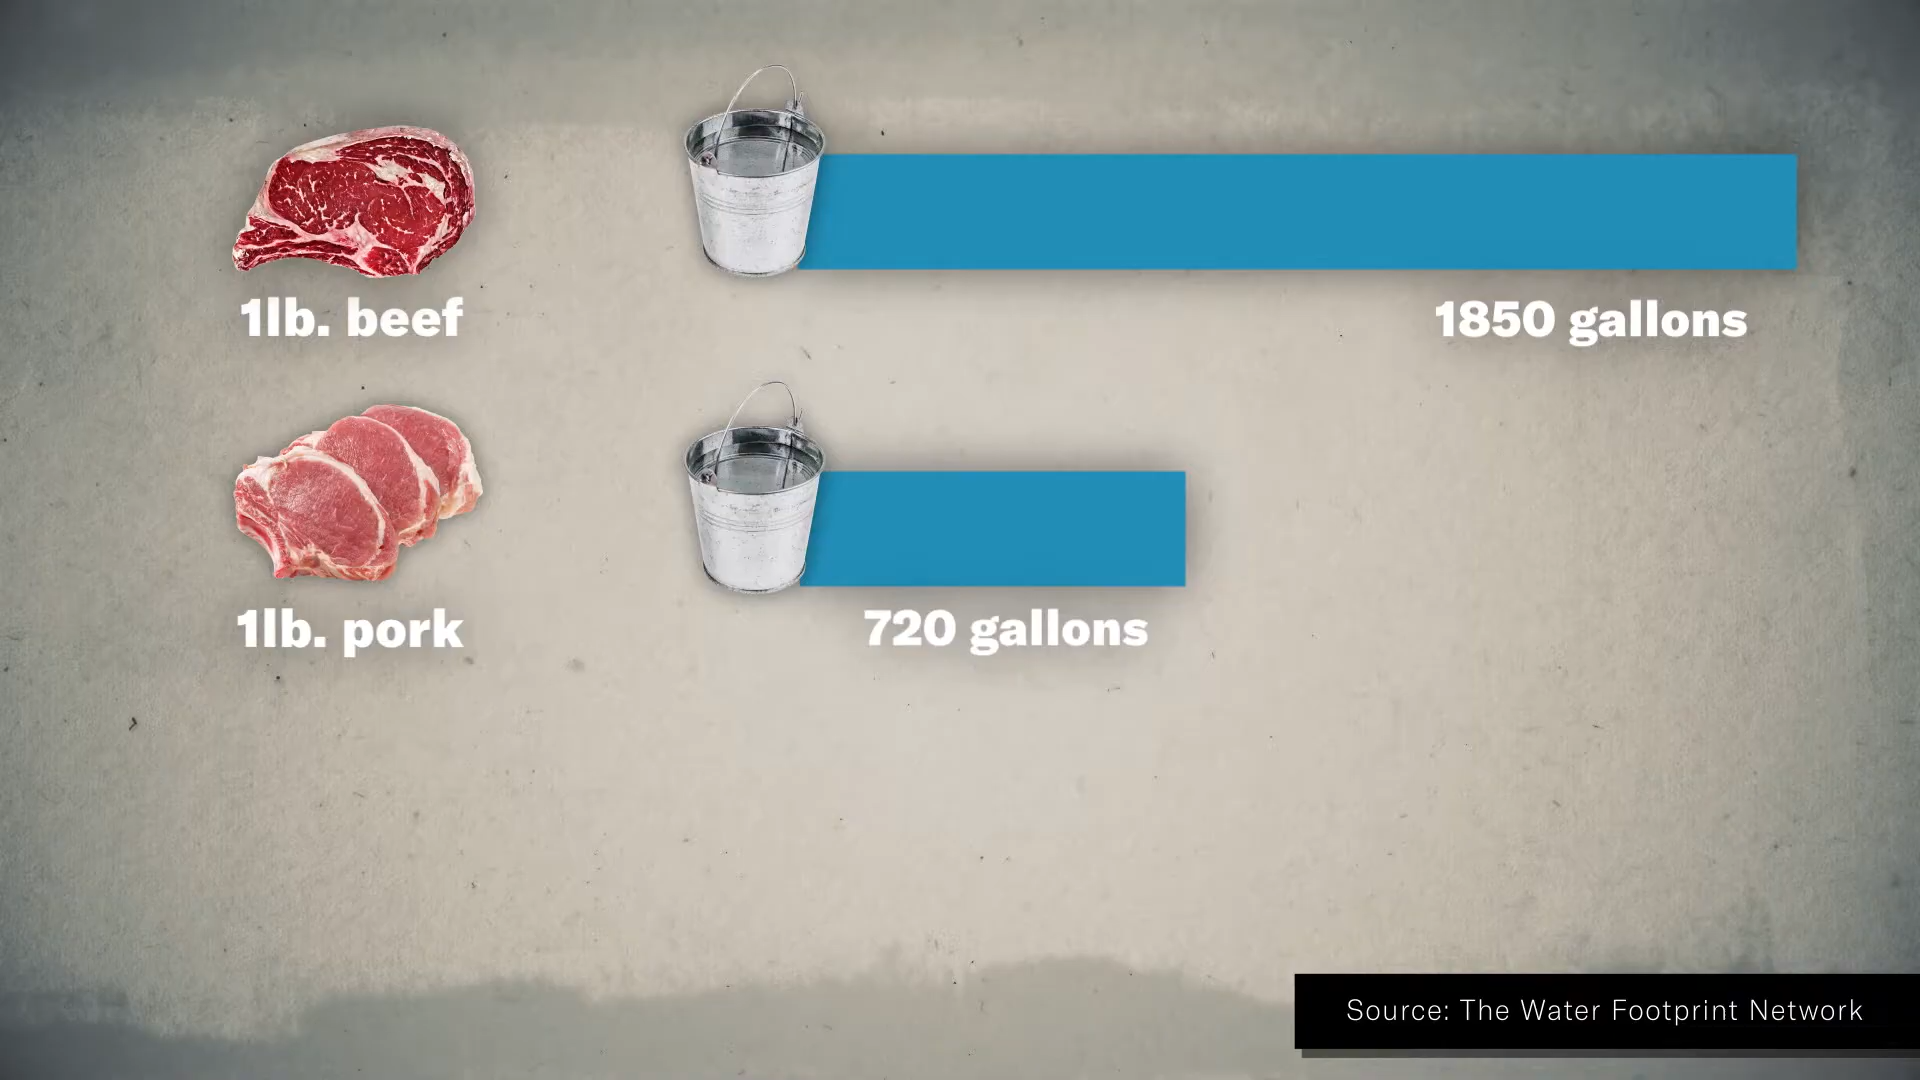 1lb. beef
1850 gallons
1lb. pork
720 gallons
Source: The Water Footprint Network